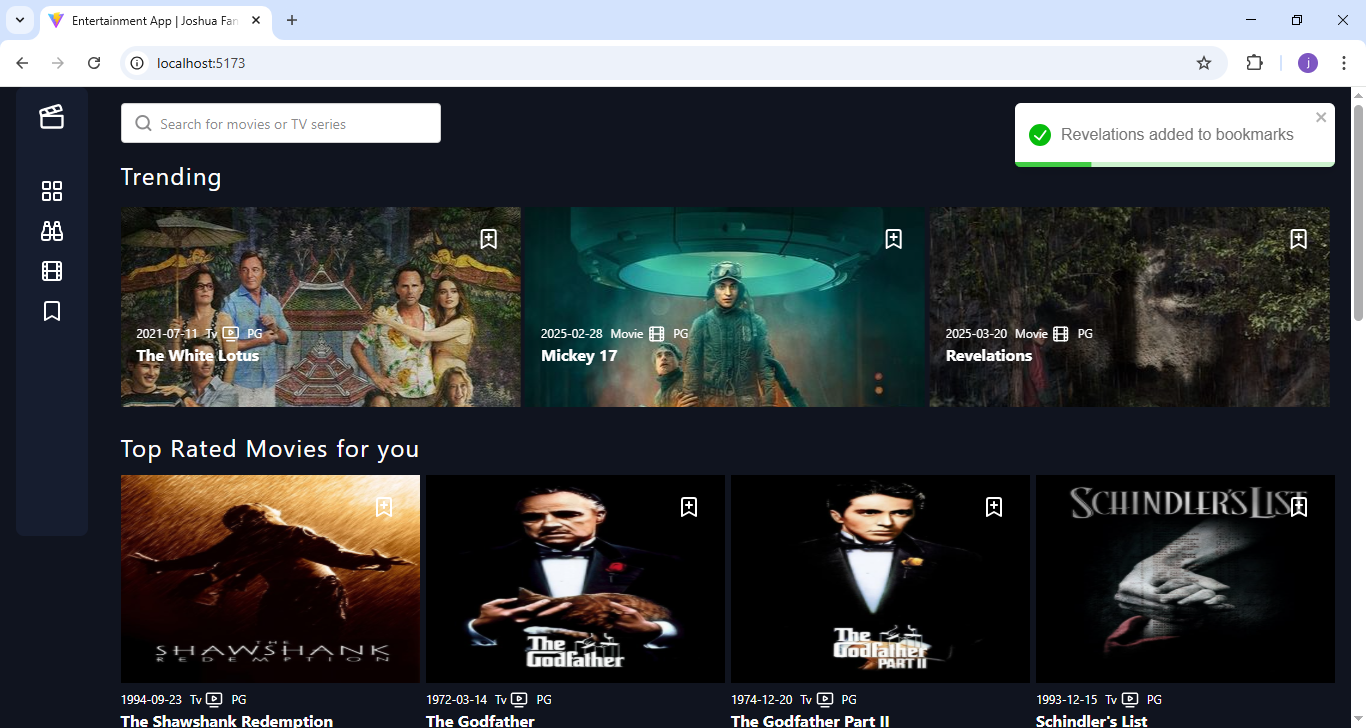 Entertainment App | Joshua Fan
localhost:5173
j
Search for movies or TV series
Revelations added to bookmarks
Trending
2021-07-11 Tv PG
The White Lotus
2025-02-28 Movie PG
Mickey 17
2025-03-20 Movie PG
Revelations
Top Rated Movies for you
THE
SHAWSHANK
REDEMPTION
The
Godfather
The
Godfather
PART II
SCHINDLER'S LIST
1994-09-23 Tv PG
The Shawshank Redemption
1972-03-14 Tv PG
The Godfather
1974-12-20 Tv PG
The Godfather Part II
1993-12-15 Tv PG
Schindler's List